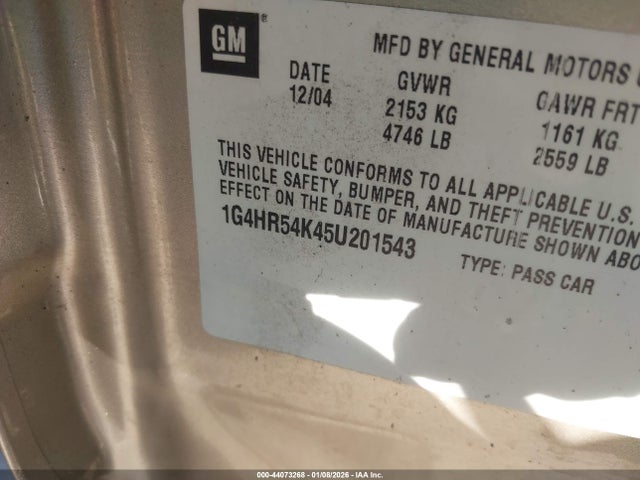 GM
MFD BY GENERAL MOTORS
DATE GVWR GAWR FRT
12/04 2153 KG 1161 KG
4746 LB 2559 LB
THIS VEHICLE CONFORMS TO ALL APPLICABLE U.S.
VEHICLE SAFETY, BUMPER, AND THEFT PREVENTION
EFFECT ON THE DATE OF MANUFACTURE SHOWN ABO
1G4HR54K45U201543 TYPE: PASS CAR
000-44073268 - 01/08/2026 - IAA Inc.